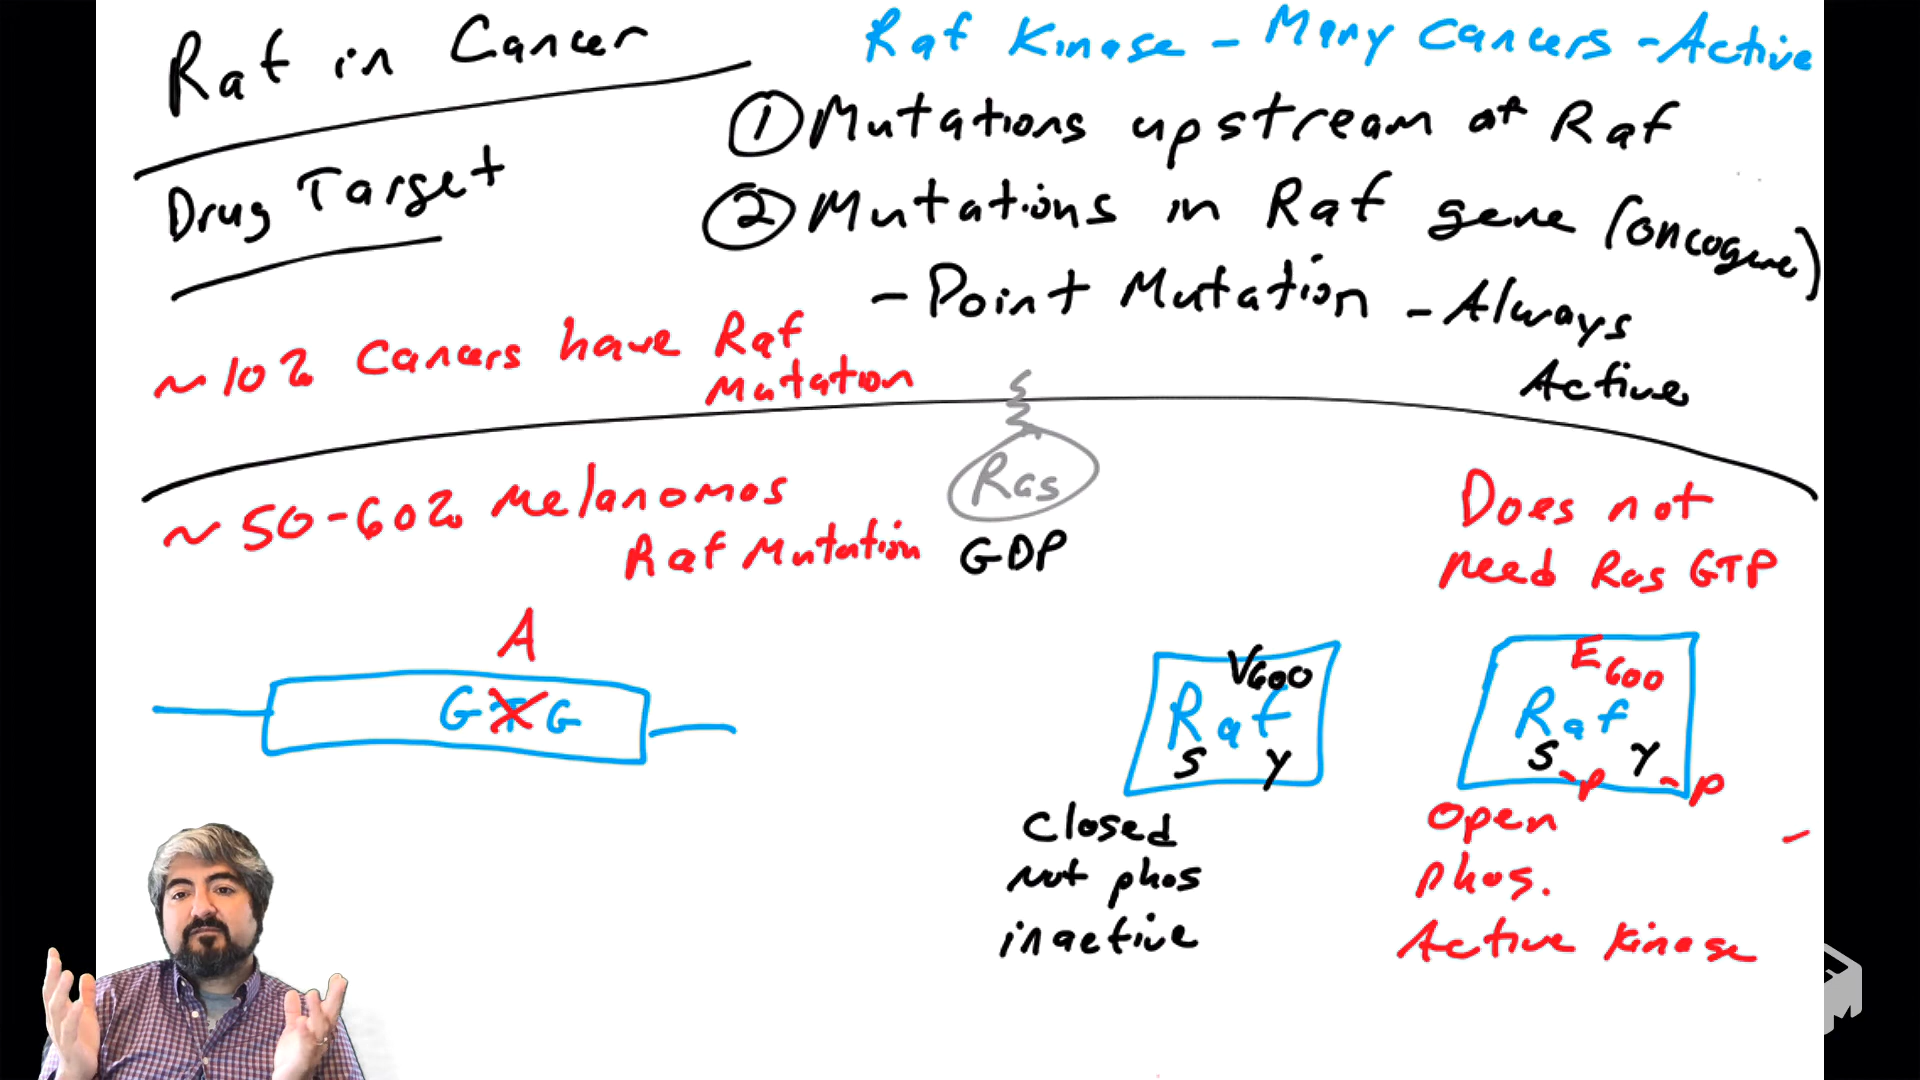 Raf in Cancer
Drug Target
~10% Cancers have Raf
Mutation
Raf Kinase - Many Cancers - Active
① Mutations upstream of Raf
② Mutations in Raf gene (oncogene)
- Point Mutation - Always
Active
~50-60% Melanomas
Raf Mutation
Ras
GDP
Does not
need Ras GTP
A
GTG
V600
Raf
S Y
Closed
not phos
inactive
E600
Raf
S-P Y-P
Open
phos.
Active Kinase